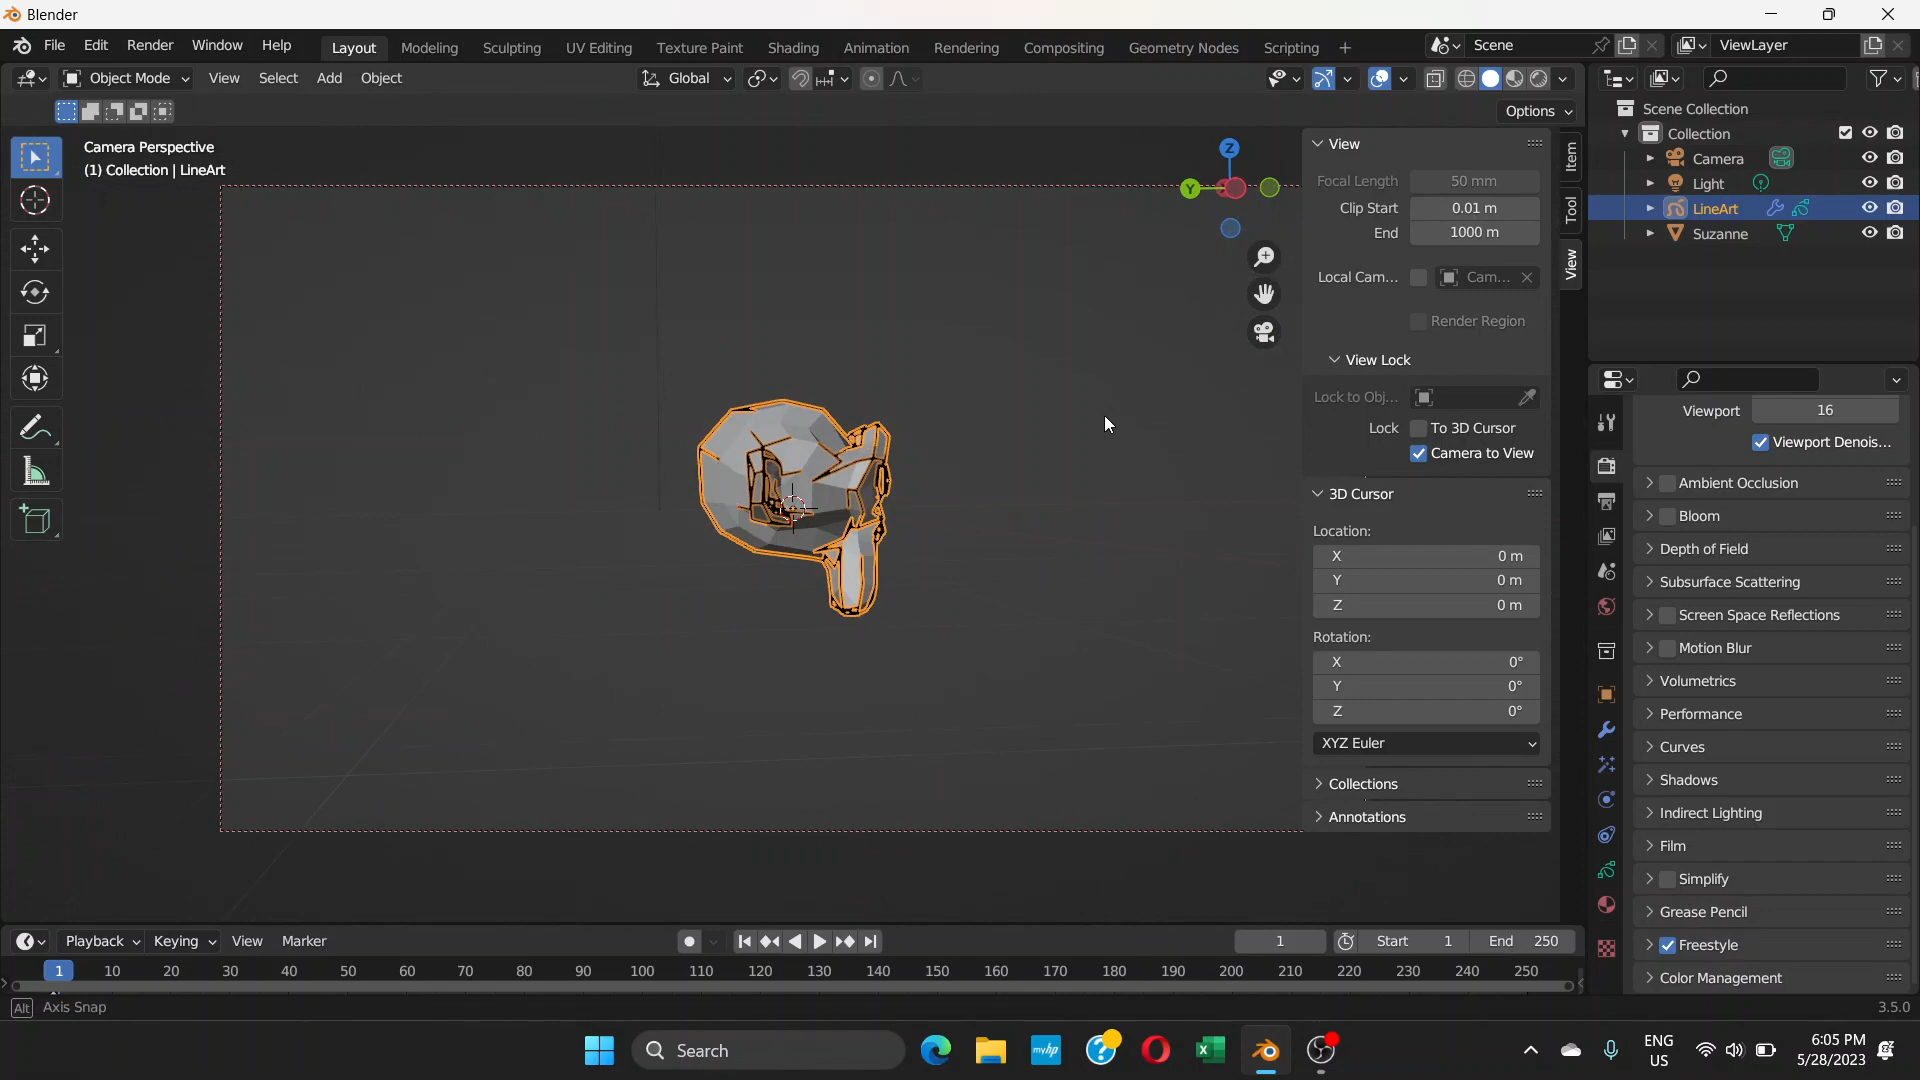 Blender
File Edit Render Window Help Layout Modeling Sculpting UV Editing Texture Paint Shading Animation Rendering Compositing Geometry Nodes Scripting + Scene ViewLayer
Object Mode View Select Add Object Global
Options
Camera Perspective
(1) Collection | LineArt
Z
Y
View
Focal Length 50 mm
Clip Start 0.01 m
End 1000 m
Local Cam... Cam...
Render Region
View Lock
Lock to Obj...
Lock To 3D Cursor
Camera to View
3D Cursor
Location:
X 0 m
Y 0 m
Z 0 m
Rotation:
X 0°
Y 0°
Z 0°
XYZ Euler
Collections
Annotations
Item
Tool
View
Scene Collection
Collection
Camera
Light
LineArt
Suzanne
Viewport 16
Viewport Denois...
Ambient Occlusion
Bloom
Depth of Field
Subsurface Scattering
Screen Space Reflections
Motion Blur
Volumetrics
Performance
Curves
Shadows
Indirect Lighting
Film
Simplify
Grease Pencil
Freestyle
Color Management
Playback Keying View Marker 1 Start 1 End 250
1 10 20 30 40 50 60 70 80 90 100 110 120 130 140 150 160 170 180 190 200 210 220 230 240 250
Alt Axis Snap 3.5.0
Search
myhp
ENG
US
6:05 PM
5/28/2023